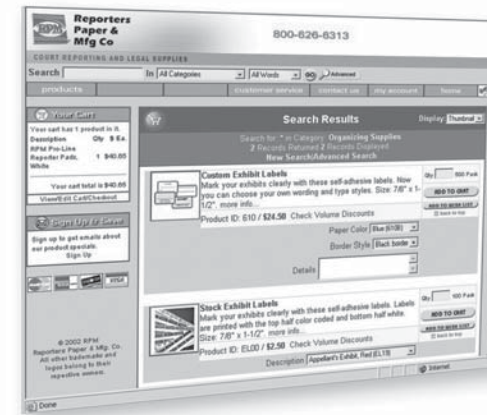 Reporters
Paper &
Mfg Co
RPM
800-626-6313
COURT REPORTING AND LEGAL SUPPLIES
Search In All Categories All Words GO Advanced
products customer service contact us my account home
Your Cart
Your cart has 1 product in it.
Description Qty $ Ea.
RPM Pro-Line
Reporter Pads, 1 $40.65
White
Your cart total is $40.65
View/Edit Cart/Checkout
Sign Up & Save
Sign up to get emails about
our product specials.
Sign Up
VISA
© 2002 RPM
Reporters Paper & Mfg. Co.
All other trademarks and
logos belong to their
respective owners.
Search Results
Display: Thumbnail
Search for: * in Category: Organizing Supplies
2 Records Returned 2 Records Displayed
New Search/Advanced Search
Custom Exhibit Labels
Mark your exhibits clearly with these self-adhesive labels. Now
you can choose your own wording and type styles. Size: 7/8" x 1-
1/2". more info...
Product ID: 610 / $24.50 Check Volume Discounts
Qty 500 Pack
ADD TO CART
ADD TO WISH LIST
back to top
Paper Color Blue (610B)
Border Style Black border
Details
Stock Exhibit Labels
Mark your exhibits clearly with these self-adhesive labels. Labels
are printed with the top half color coded and bottom half white.
Size: 7/8" x 1-1/2". more info...
Product ID: EL00 / $2.50 Check Volume Discounts
Qty 100 Pack
ADD TO CART
ADD TO WISH LIST
back to top
Description Appellant's Exhibit, Red (EL19)
Done
Internet